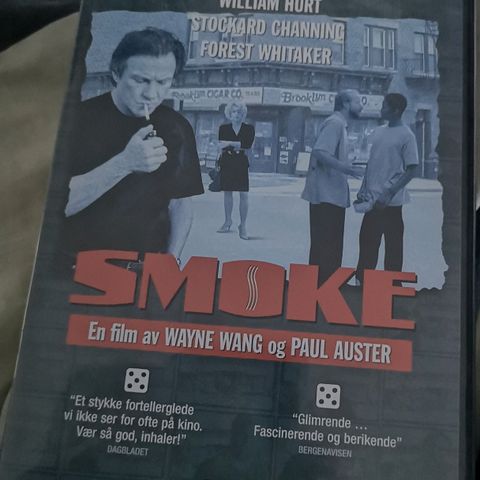 WILLIAM HURT
STOCKARD CHANNING
FOREST WHITAKER
Brooklyn CIGAR CO.
Brooklyn
SMOKE
En film av WAYNE WANG og PAUL AUSTER
"Et stykke fortellerglede
vi ikke ser for ofte på kino.
Vær så god, inhaler!"
DAGBLADET
"Glimrende ...
Fascinerende og berikende"
BERGENAVISEN